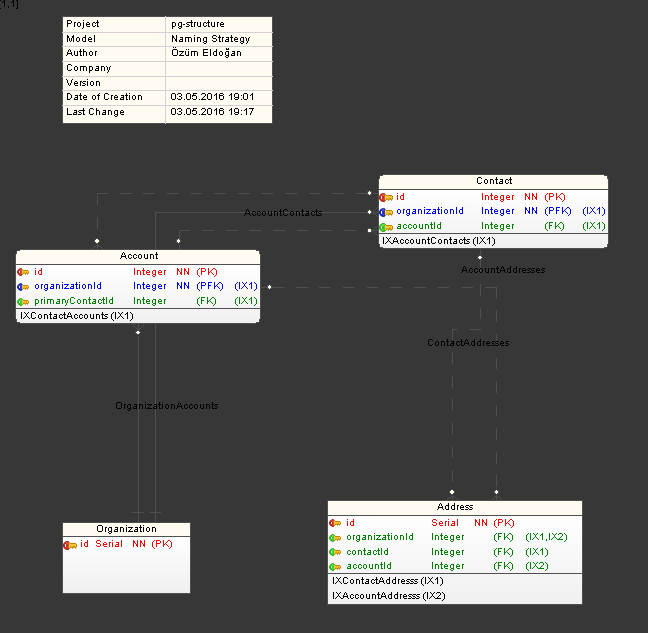 [1,1]
Project pg-structure
Model Naming Strategy
Author Özüm Eldoğan
Company
Version
Date of Creation 03.05.2016 19:01
Last Change 03.05.2016 19:17
Contact
id Integer NN (PK)
organizationId Integer NN (PFK) (IX1)
accountId Integer (FK) (IX1)
IXAccountContacts (IX1)
AccountContacts
Account
id Integer NN (PK)
organizationId Integer NN (PFK) (IX1)
primaryContactId Integer (FK) (IX1)
IXContactAccounts (IX1)
AccountAddresses
ContactAddresses
OrganizationAccounts
Organization
id Serial NN (PK)
Address
id Serial NN (PK)
organizationId Integer (FK) (IX1,IX2)
contactId Integer (FK) (IX1)
accountId Integer (FK) (IX2)
IXContactAddresss (IX1)
IXAccountAddresss (IX2)